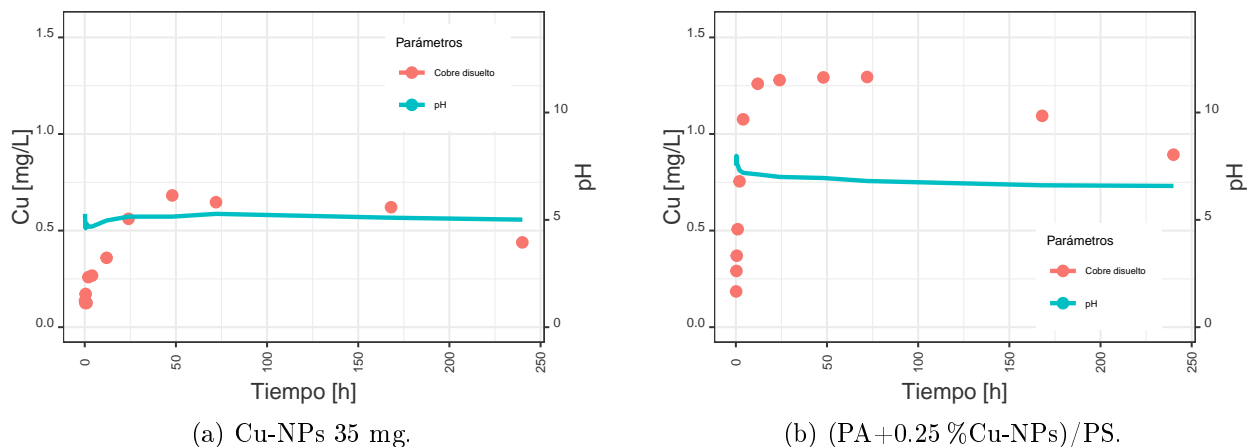 1.5
1.0
0.5
0.0
Cu [mg/L]
Parámetros
Cobre disuelto
pH
10
5
0
pH
0
50
100
150
200
250
Tiempo [h]
(a) Cu-NPs 35 mg.
1.5
1.0
0.5
0.0
Cu [mg/L]
Parámetros
Cobre disuelto
pH
10
5
0
pH
0
50
100
150
200
250
Tiempo [h]
(b) (PA+0.25 %Cu-NPs)/PS.